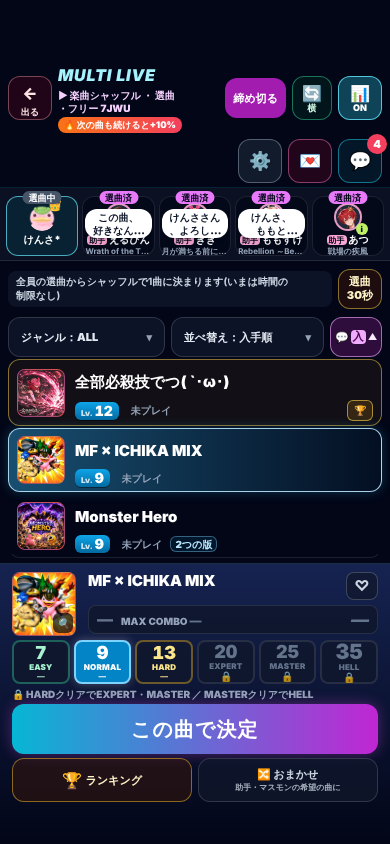 MULTI LIVE
←
出る
▶ 楽曲シャッフル ・ 選曲
・フリー 7JWU
🔥 次の曲も続けると+10%
締め切る
🔄
横
📊
ON
⚙️
💌
💬
4
選曲中
選曲済
選曲済
選曲済
選曲済
この曲、
好きなん…
けんささん
、よろし…
けんさ、
ももと…
けんさ*
助手 えるぴん
助手 ささ
助手 ももすけ
助手 あつ
Wrath of the T…
月が満ちる前に…
Rebellion ～Be…
戦場の疾風
全員の選曲からシャッフルで1曲に決まります(いまは時間の
制限なし)
選曲
30秒
ジャンル：ALL ▼
並べ替え：入手順 ▼
💬 入 ▲
全部必殺技でつ( `･ω･)
Lv. 12 未プレイ 🏆
MF × ICHIKA MIX
Lv. 9 未プレイ
Monster Hero
Lv. 9 未プレイ 2つの版
MF × ICHIKA MIX ♡
— MAX COMBO — —
7
EASY
—
9
NORMAL
—
13
HARD
—
20
EXPERT
🔒
25
MASTER
🔒
35
HELL
🔒
🔒 HARDクリアでEXPERT・MASTER ／ MASTERクリアでHELL
この曲で決定
🏆 ランキング
🔀 おまかせ
助手・マスモンの希望の曲に